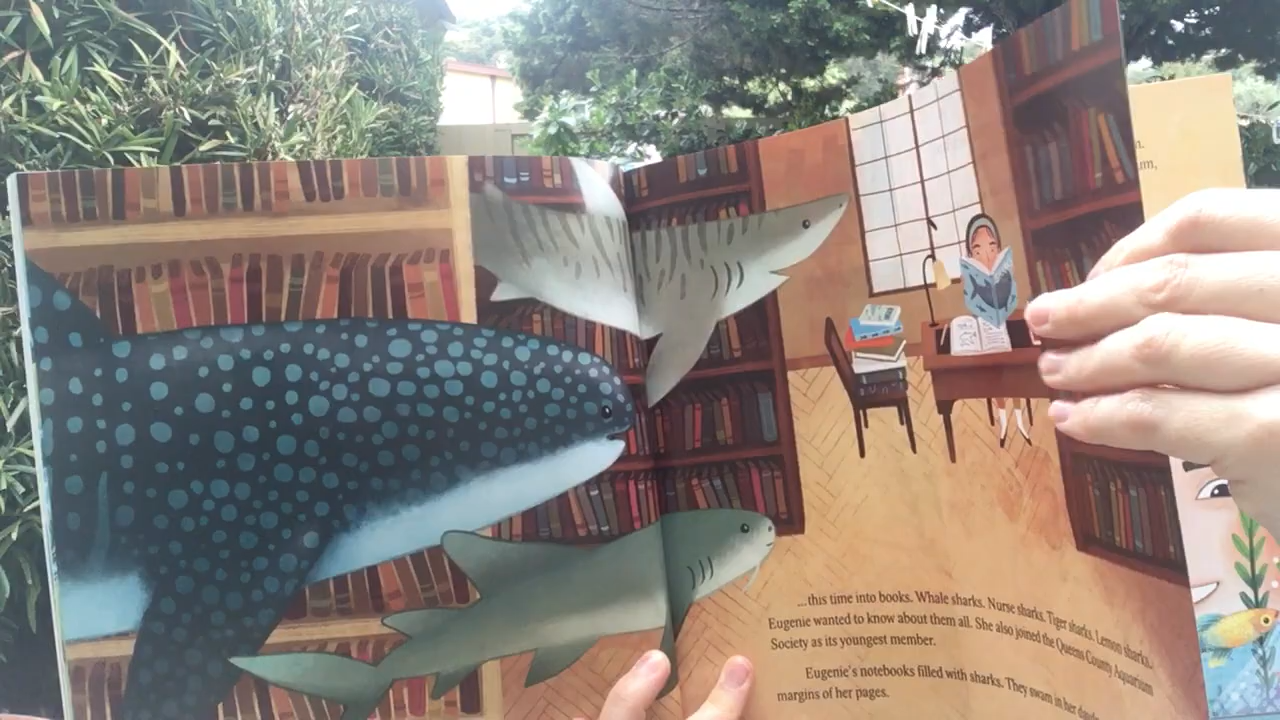 ...this time into books. Whale sharks. Nurse sharks. Tiger sharks. Lemon sharks.
Eugenie wanted to know about them all. She also joined the Queens County Aquarium
Society as its youngest member.
Eugenie's notebooks filled with sharks. They swam in her
margins of her pages.